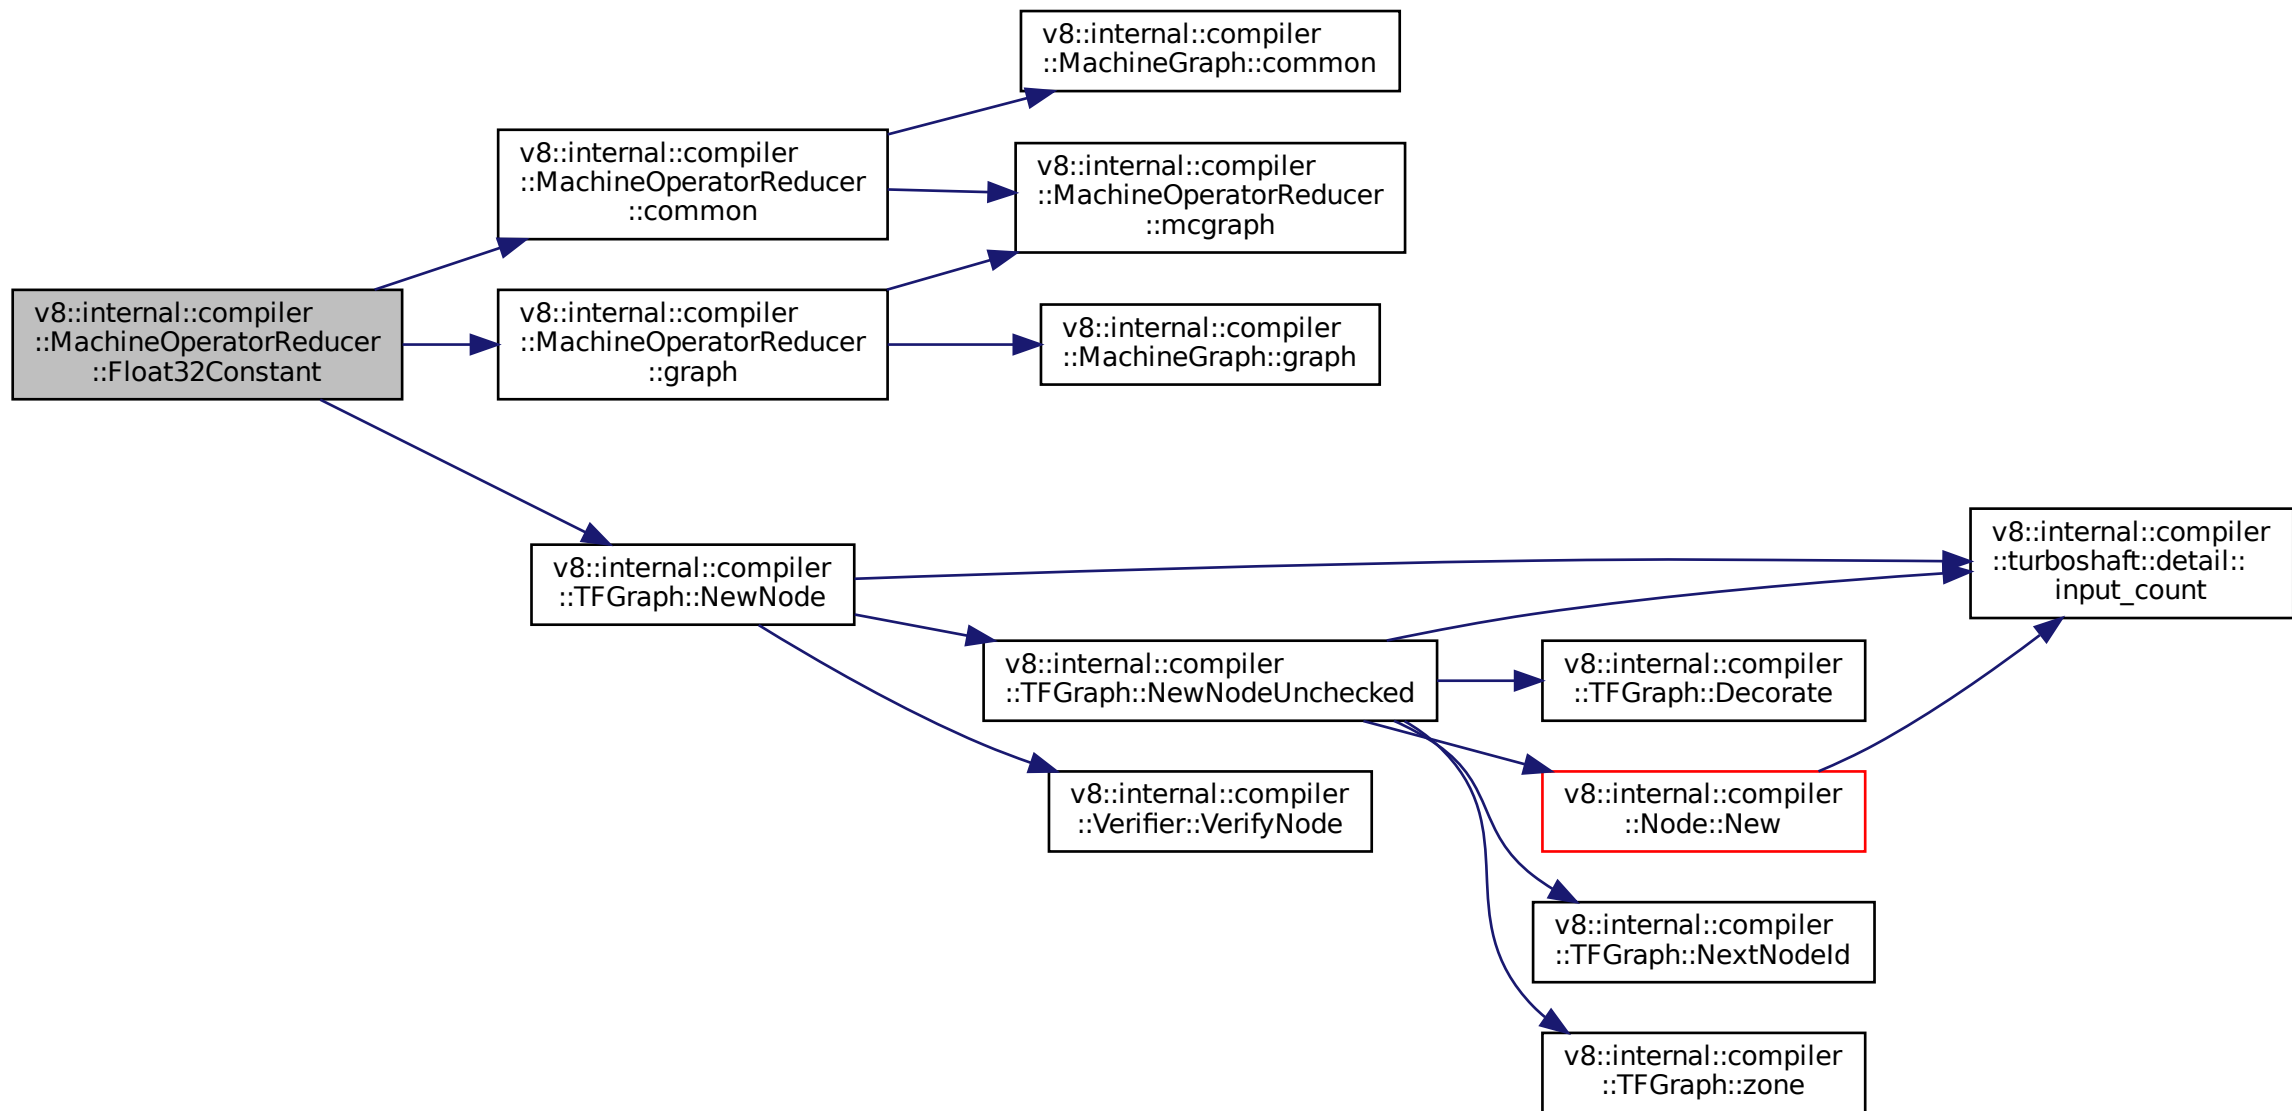 v8::internal::compiler
::MachineOperatorReducer
::Float32Constant
v8::internal::compiler
::MachineOperatorReducer
::common
v8::internal::compiler
::MachineGraph::common
v8::internal::compiler
::MachineOperatorReducer
::mcgraph
v8::internal::compiler
::MachineOperatorReducer
::graph
v8::internal::compiler
::MachineGraph::graph
v8::internal::compiler
::TFGraph::NewNode
v8::internal::compiler
::turboshaft::detail::
input_count
v8::internal::compiler
::TFGraph::NewNodeUnchecked
v8::internal::compiler
::TFGraph::Decorate
v8::internal::compiler
::Node::New
v8::internal::compiler
::Verifier::VerifyNode
v8::internal::compiler
::TFGraph::NextNodeId
v8::internal::compiler
::TFGraph::zone